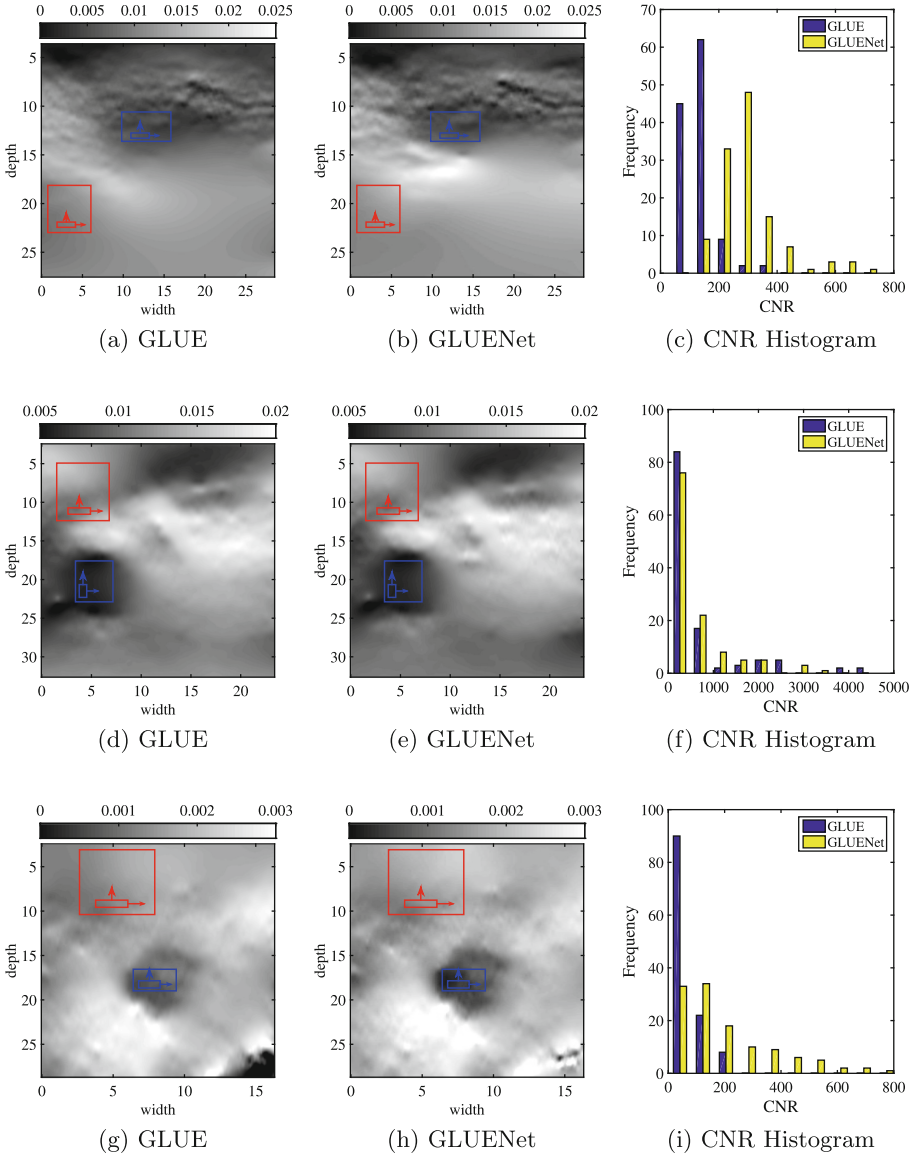 0 0.005 0.01 0.015 0.02 0.025
5
10
15
20
25
depth
0 5 10 15 20 25
width
(a) GLUE
0 0.005 0.01 0.015 0.02 0.025
5
10
15
20
25
depth
0 5 10 15 20 25
width
(b) GLUENet
70
60
50
40
30
20
10
0
Frequency
GLUE
GLUENet
0 200 400 600 800
CNR
(c) CNR Histogram
0.005 0.01 0.015 0.02
5
10
15
20
25
30
depth
5 10 15 20
width
(d) GLUE
0.005 0.01 0.015 0.02
5
10
15
20
25
30
depth
5 10 15 20
width
(e) GLUENet
100
80
60
40
20
0
Frequency
GLUE
GLUENet
0 1000 2000 3000 4000 5000
CNR
(f) CNR Histogram
0 0.001 0.002 0.003
5
10
15
20
25
depth
0 5 10 15
width
(g) GLUE
0 0.001 0.002 0.003
5
10
15
20
25
depth
0 5 10 15
width
(h) GLUENet
100
80
60
40
20
0
Frequency
GLUE
GLUENet
0 200 400 600 800
CNR
(i) CNR Histogram